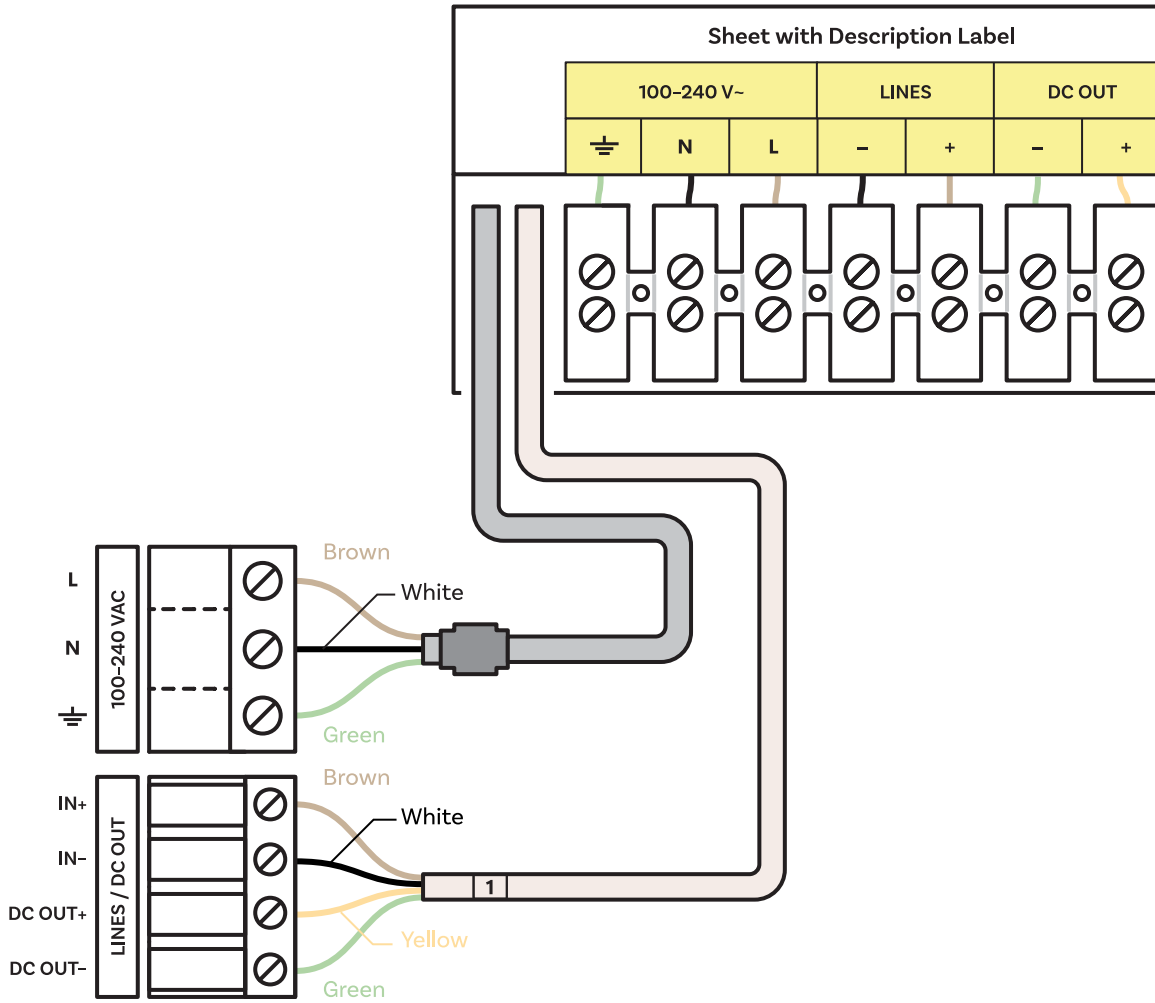 Sheet with Description Label
100–240 V~ LINES DC OUT
N L – + – +
Brown
L
White
100–240 VAC
N
Green
Brown
IN+
White
LINES / DC OUT
IN–
1
DC OUT+
Yellow
DC OUT–
Green